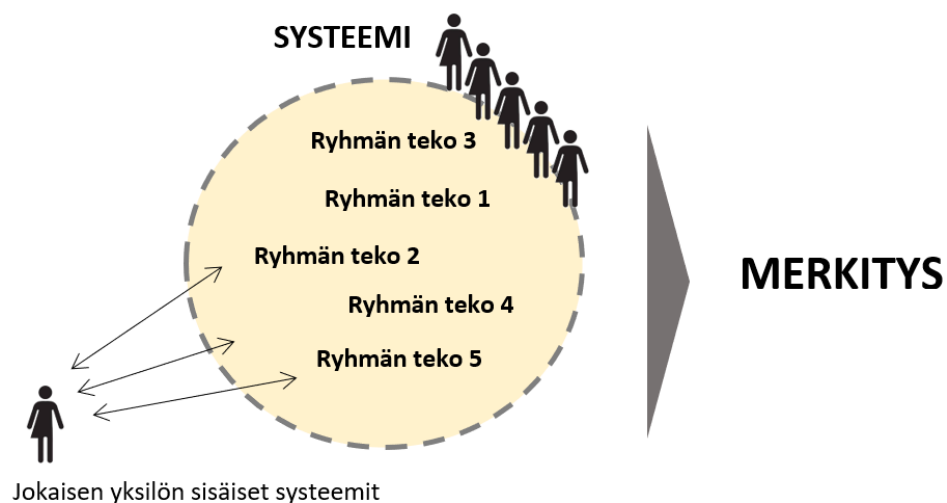 SYSTEEMI
Ryhmän teko 3
Ryhmän teko 1
Ryhmän teko 2
Ryhmän teko 4
Ryhmän teko 5
MERKITYS
Jokaisen yksilön sisäiset systeemit